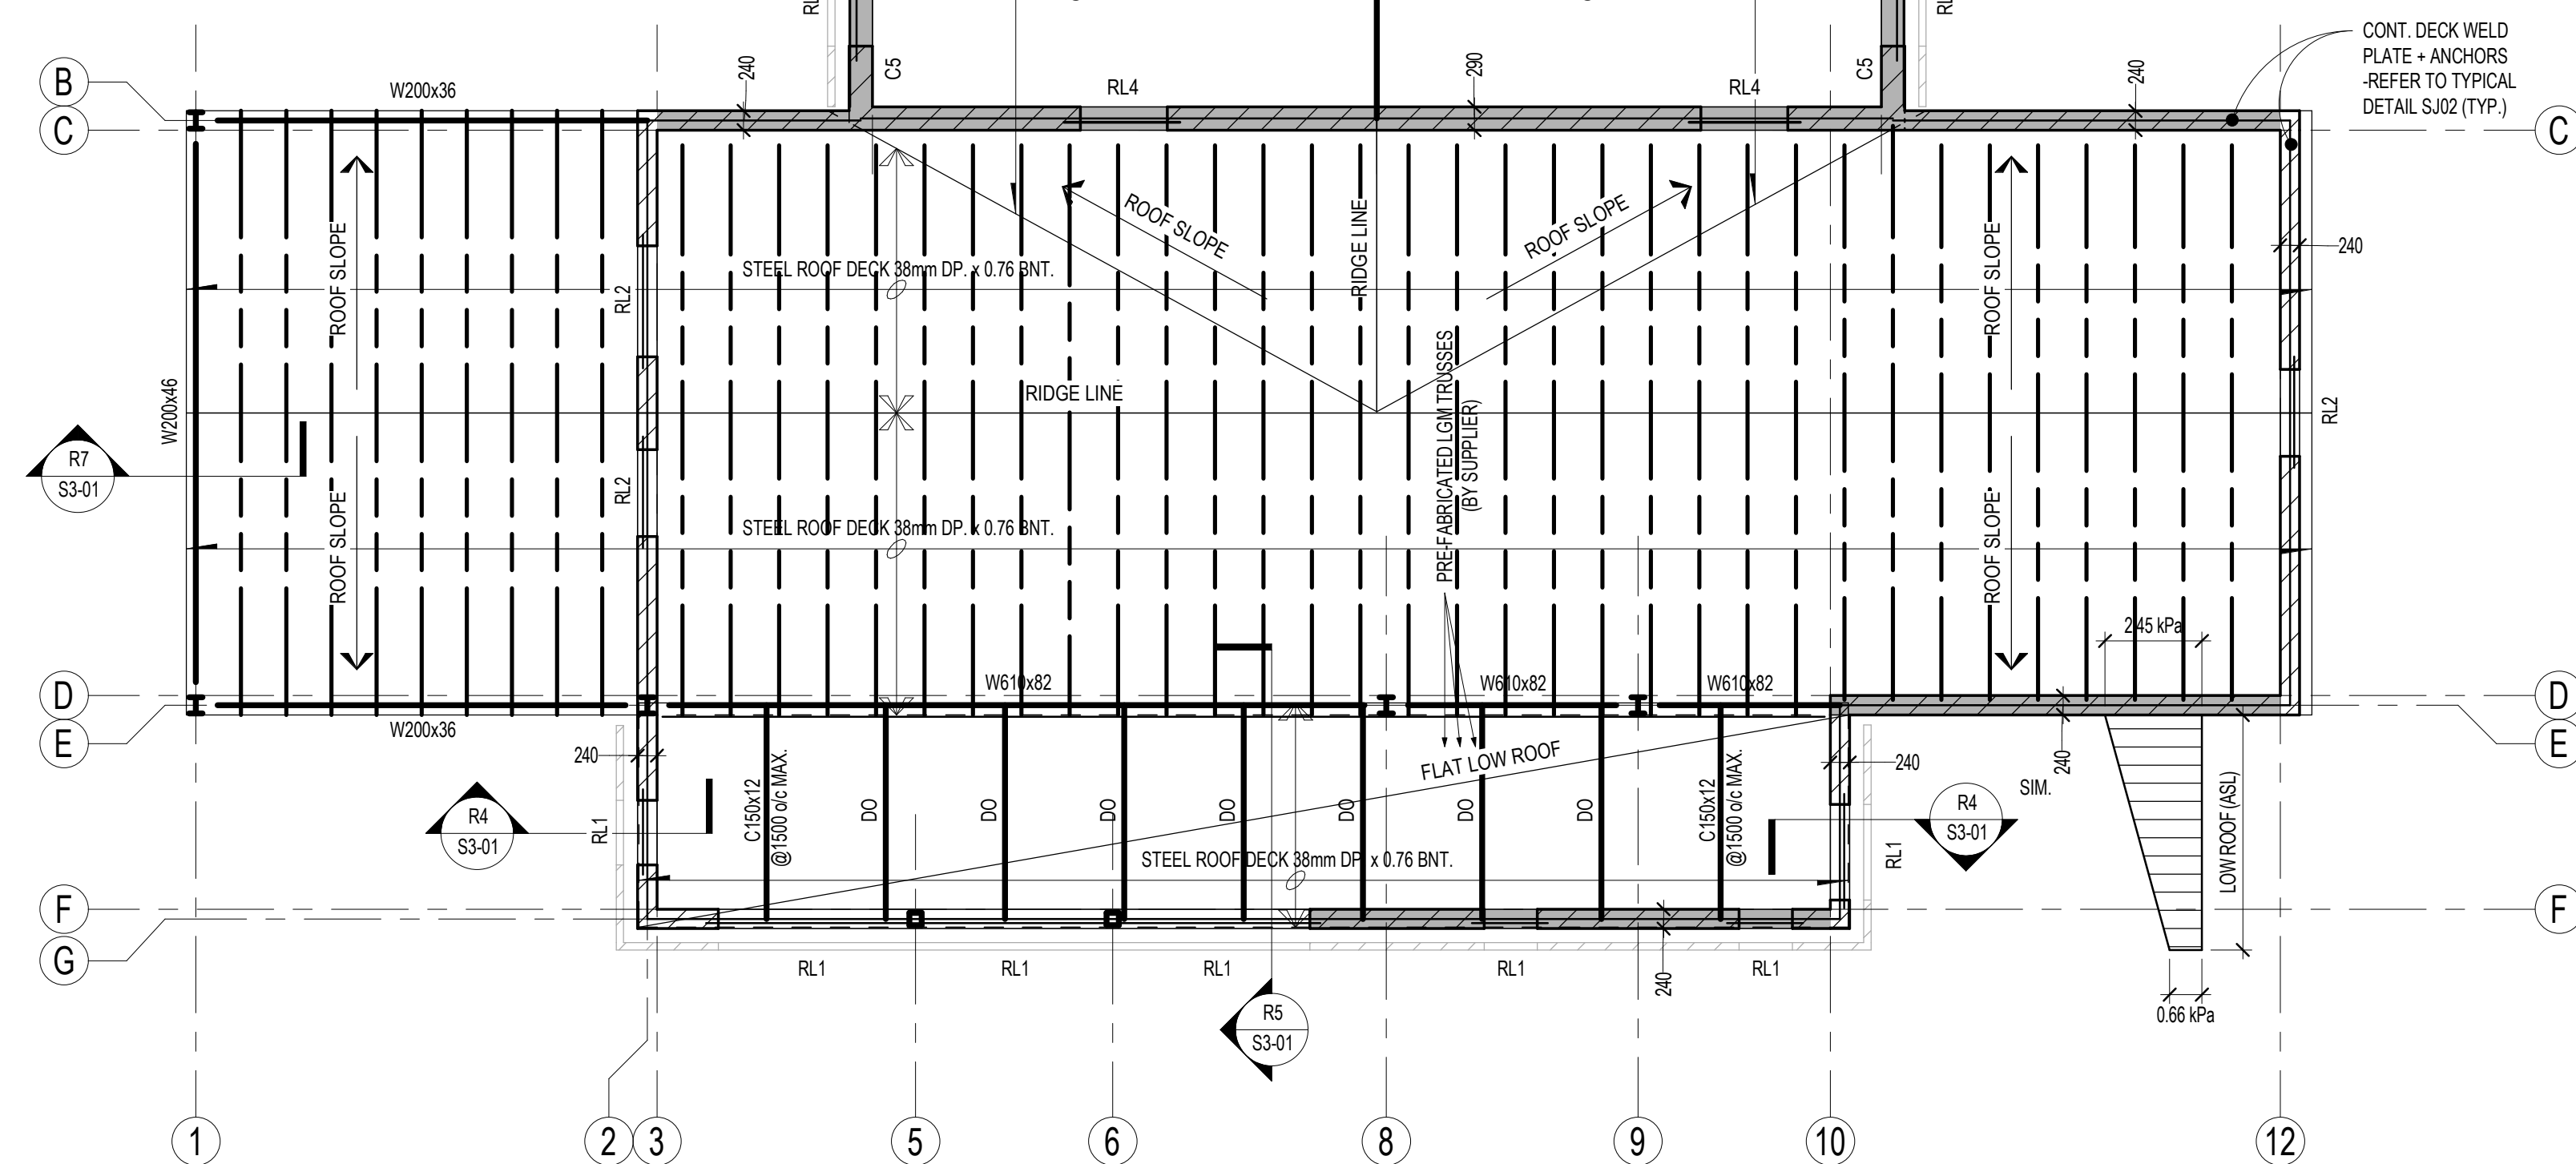 RL
RL
CONT. DECK WELD
PLATE + ANCHORS
-REFER TO TYPICAL
DETAIL SJ02 (TYP.)
B
C
C
W200x36
240
C5
RL4
290
RL4
C5
240
ROOF SLOPE
ROOF SLOPE
RIDGE LINE
ROOF SLOPE
ROOF SLOPE
240
STEEL ROOF DECK 38mm DP. x 0.76 BNT.
RL2
W200x46
RIDGE LINE
PRE-FABRICATED LGM TRUSSES
(BY SUPPLIER)
RL2
R7
S3-01
RL2
ROOF SLOPE
STEEL ROOF DECK 38mm DP. x 0.76 BNT.
ROOF SLOPE
2.45 kPa
D
W610x82
W610x82
W610x82
D
E
W200x36
240
FLAT LOW ROOF
240
240
E
C150x12
@1500 o/c MAX.
DO
DO
DO
DO
DO
DO
DO
C150x12
@1500 o/c MAX.
SIM.
R4
S3-01
RL1
R4
S3-01
RL1
LOW ROOF (ASL)
STEEL ROOF DECK 38mm DP. x 0.76 BNT.
F
F
G
RL1
RL1
RL1
RL1
RL1
240
0.66 kPa
R5
S3-01
1
2
3
5
6
8
9
10
12